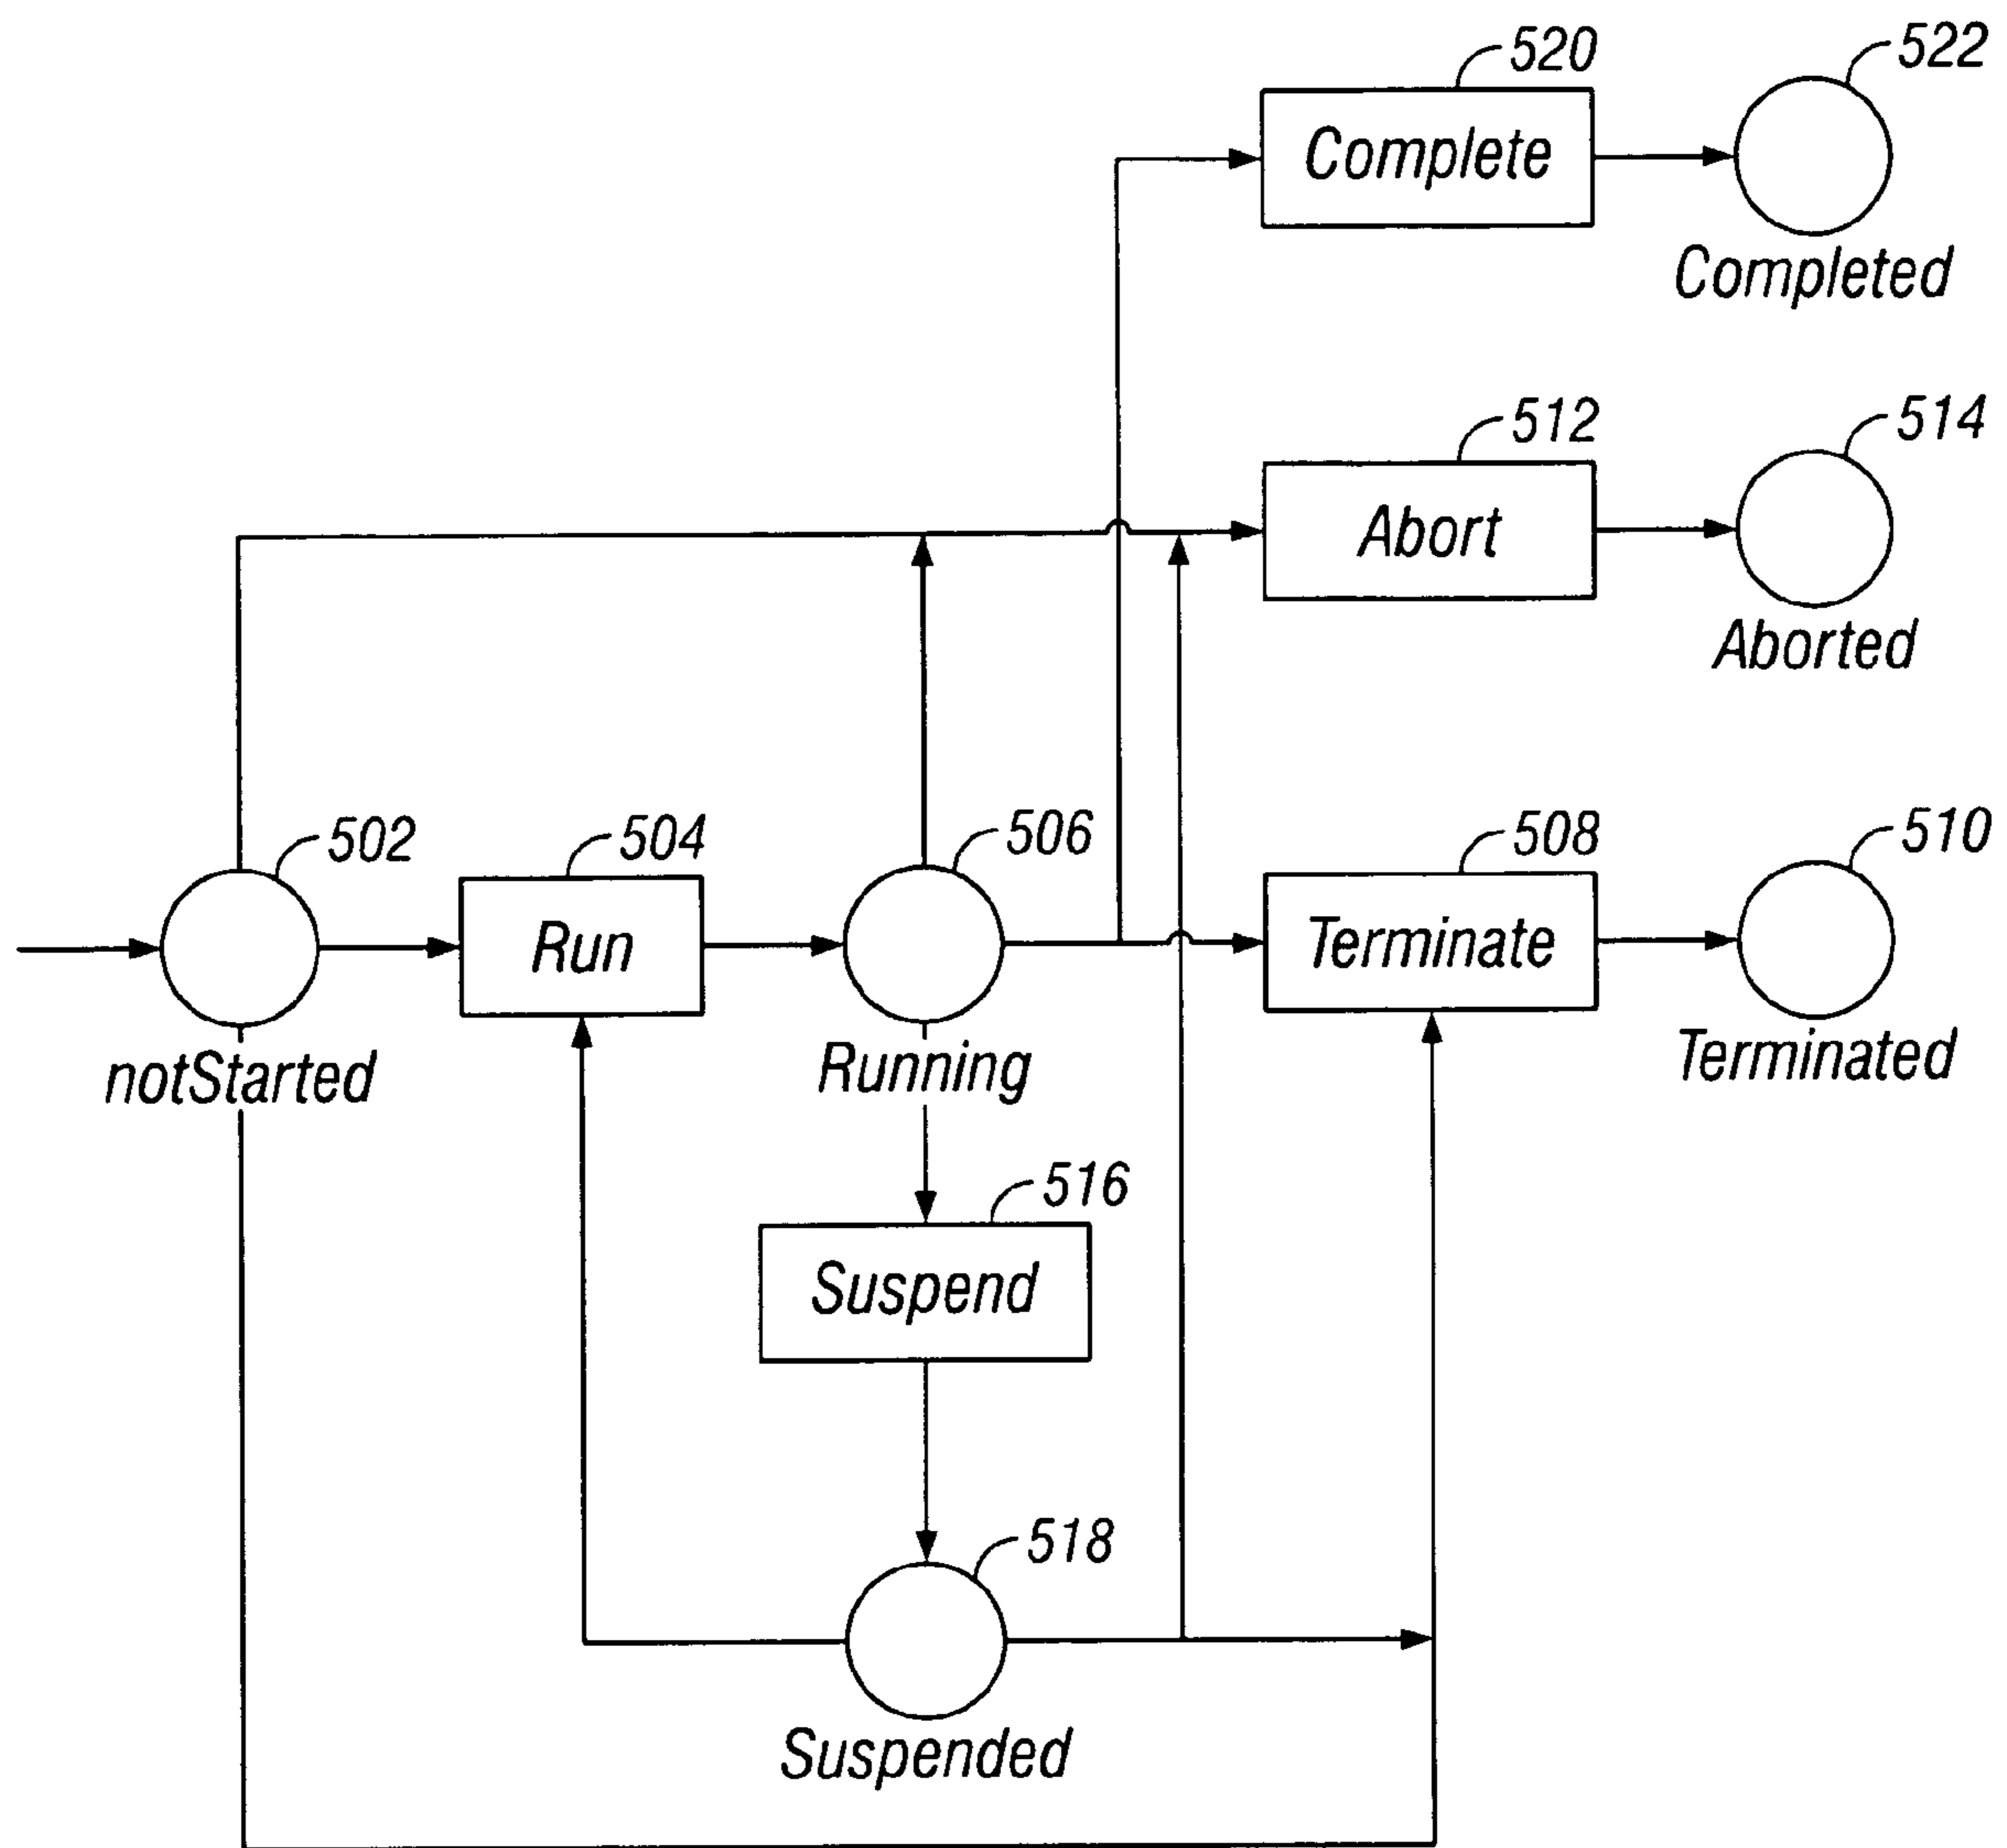 520
522
Complete
Completed
512
514
Abort
Aborted
502
504
506
508
510
Run
Terminate
notStarted
Running
Terminated
516
Suspend
518
Suspended